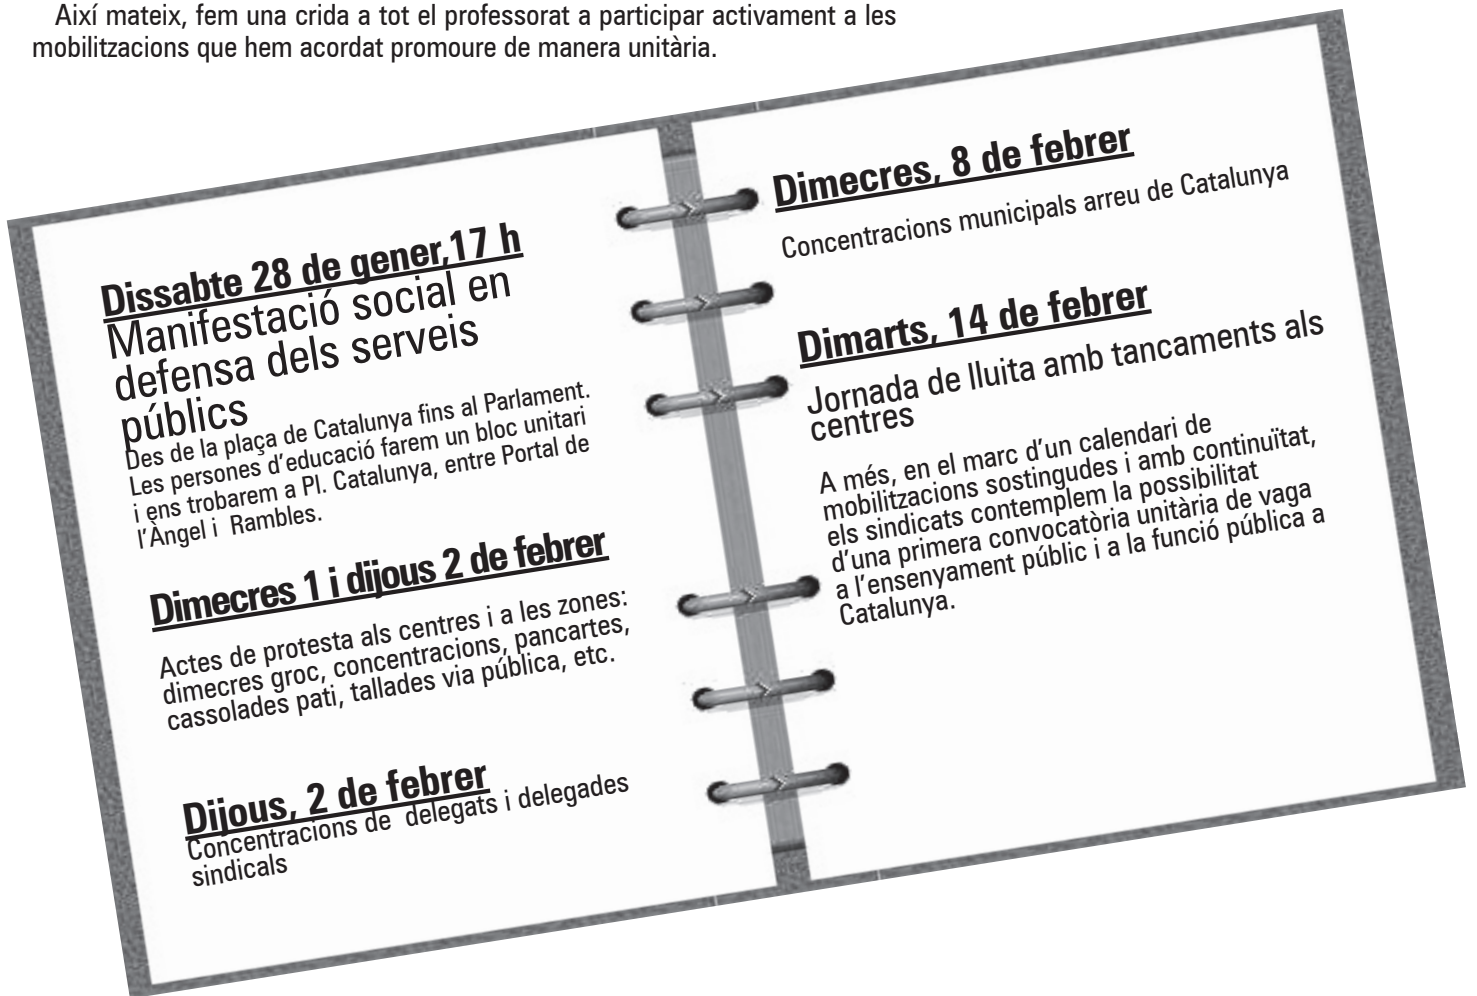 Així mateix, fem una crida a tot el professorat a participar activament a les
mobilitzacions que hem acordat promoure de manera unitària.
Dissabte 28 de gener,17 h
Manifestació social en
defensa dels serveis
públics
Des de la plaça de Catalunya fins al Parlament.
Les persones d'educació farem un bloc unitari
i ens trobarem a Pl. Catalunya, entre Portal de
l'Àngel i Rambles.
Dimecres 1 i dijous 2 de febrer
Actes de protesta als centres i a les zones:
dimecres groc, concentracions, pancartes,
cassolades pati, tallades via pública, etc.
Dijous, 2 de febrer
Concentracions de delegats i delegades
sindicals
Dimecres, 8 de febrer
Concentracions municipals arreu de Catalunya
Dimarts, 14 de febrer
Jornada de lluita amb tancaments als
centres
A més, en el marc d'un calendari de
mobilitzacions sostingudes i amb continuïtat,
els sindicats contemplem la possibilitat
d'una primera convocatòria unitària de vaga
a l'ensenyament públic i a la funció pública a
Catalunya.